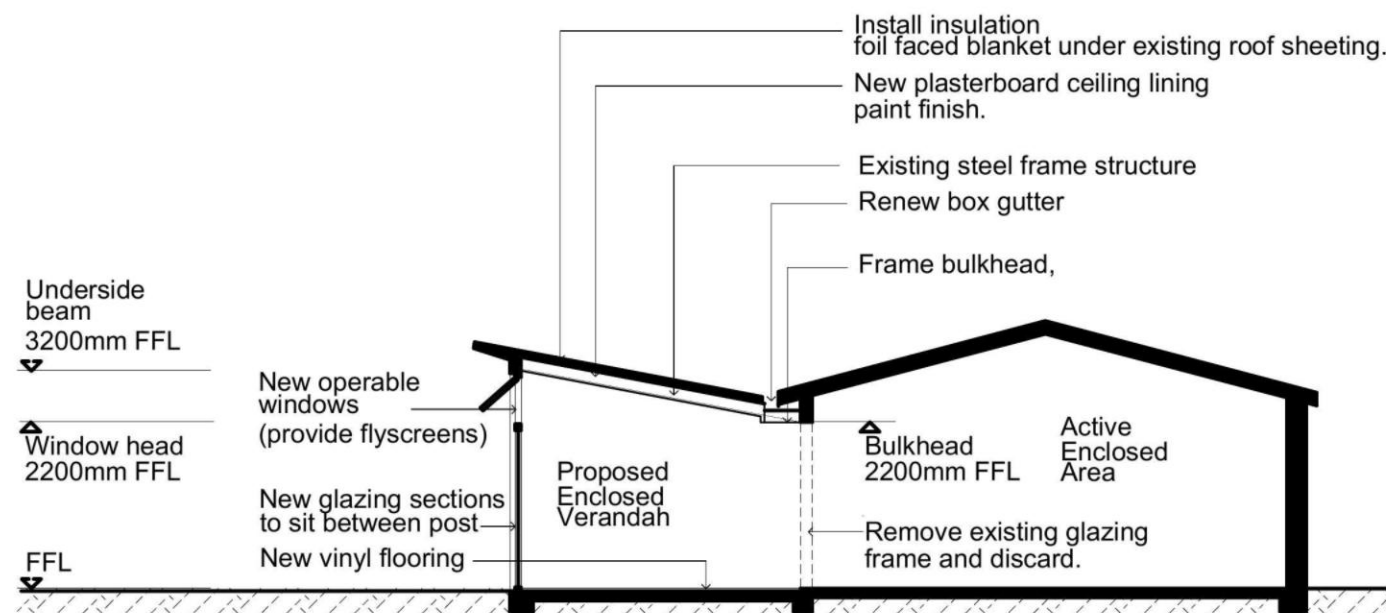 Install insulation
foil faced blanket under existing roof sheeting.
New plasterboard ceiling lining
paint finish.
Existing steel frame structure
Renew box gutter
Frame bulkhead,
Underside
beam
3200mm FFL
New operable
windows
(provide flyscreens)
Window head
2200mm FFL
Proposed
Enclosed
Verandah
Bulkhead
2200mm FFL
Active
Enclosed
Area
New glazing sections
to sit between post
Remove existing glazing
frame and discard.
New vinyl flooring
FFL